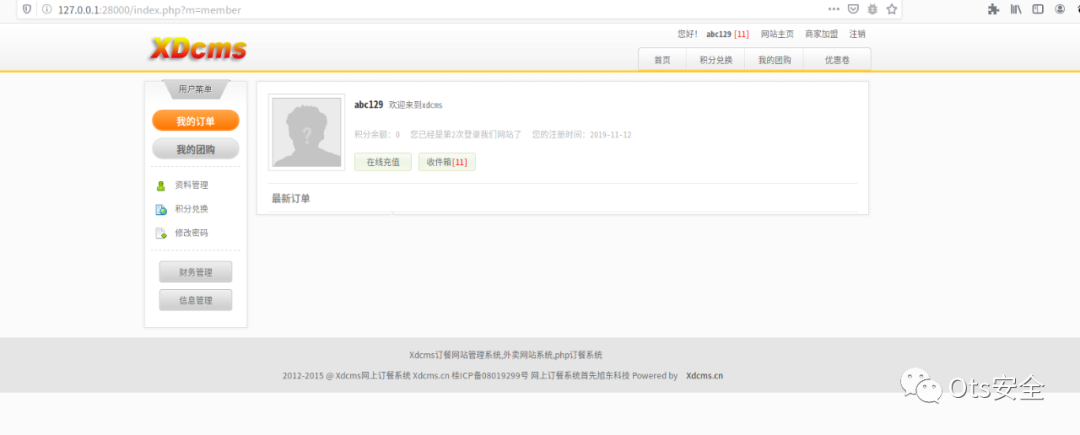 127.0.0.1:28000/index.php?m=member
XDcms
您好！ abc129 [11] 网站主页 商家加盟 注销
首页 积分兑换 我的团购 优惠卷
用户菜单
我的订单
我的团购
资料管理
积分兑换
修改密码
财务管理
信息管理
abc129 欢迎来到xdcms
积分余额：0 您已经是第2次登录我们网站了 您的注册时间：2019-11-12
在线充值 收件箱[11]
最新订单
Xdcms订餐网站管理系统,外卖网站系统,php订餐系统
2012-2015 @ Xdcms网上订餐系统 Xdcms.cn 桂ICP备08019299号 网上订餐系统首先旭东科技 Powered by Xdcms.cn
Ots安全